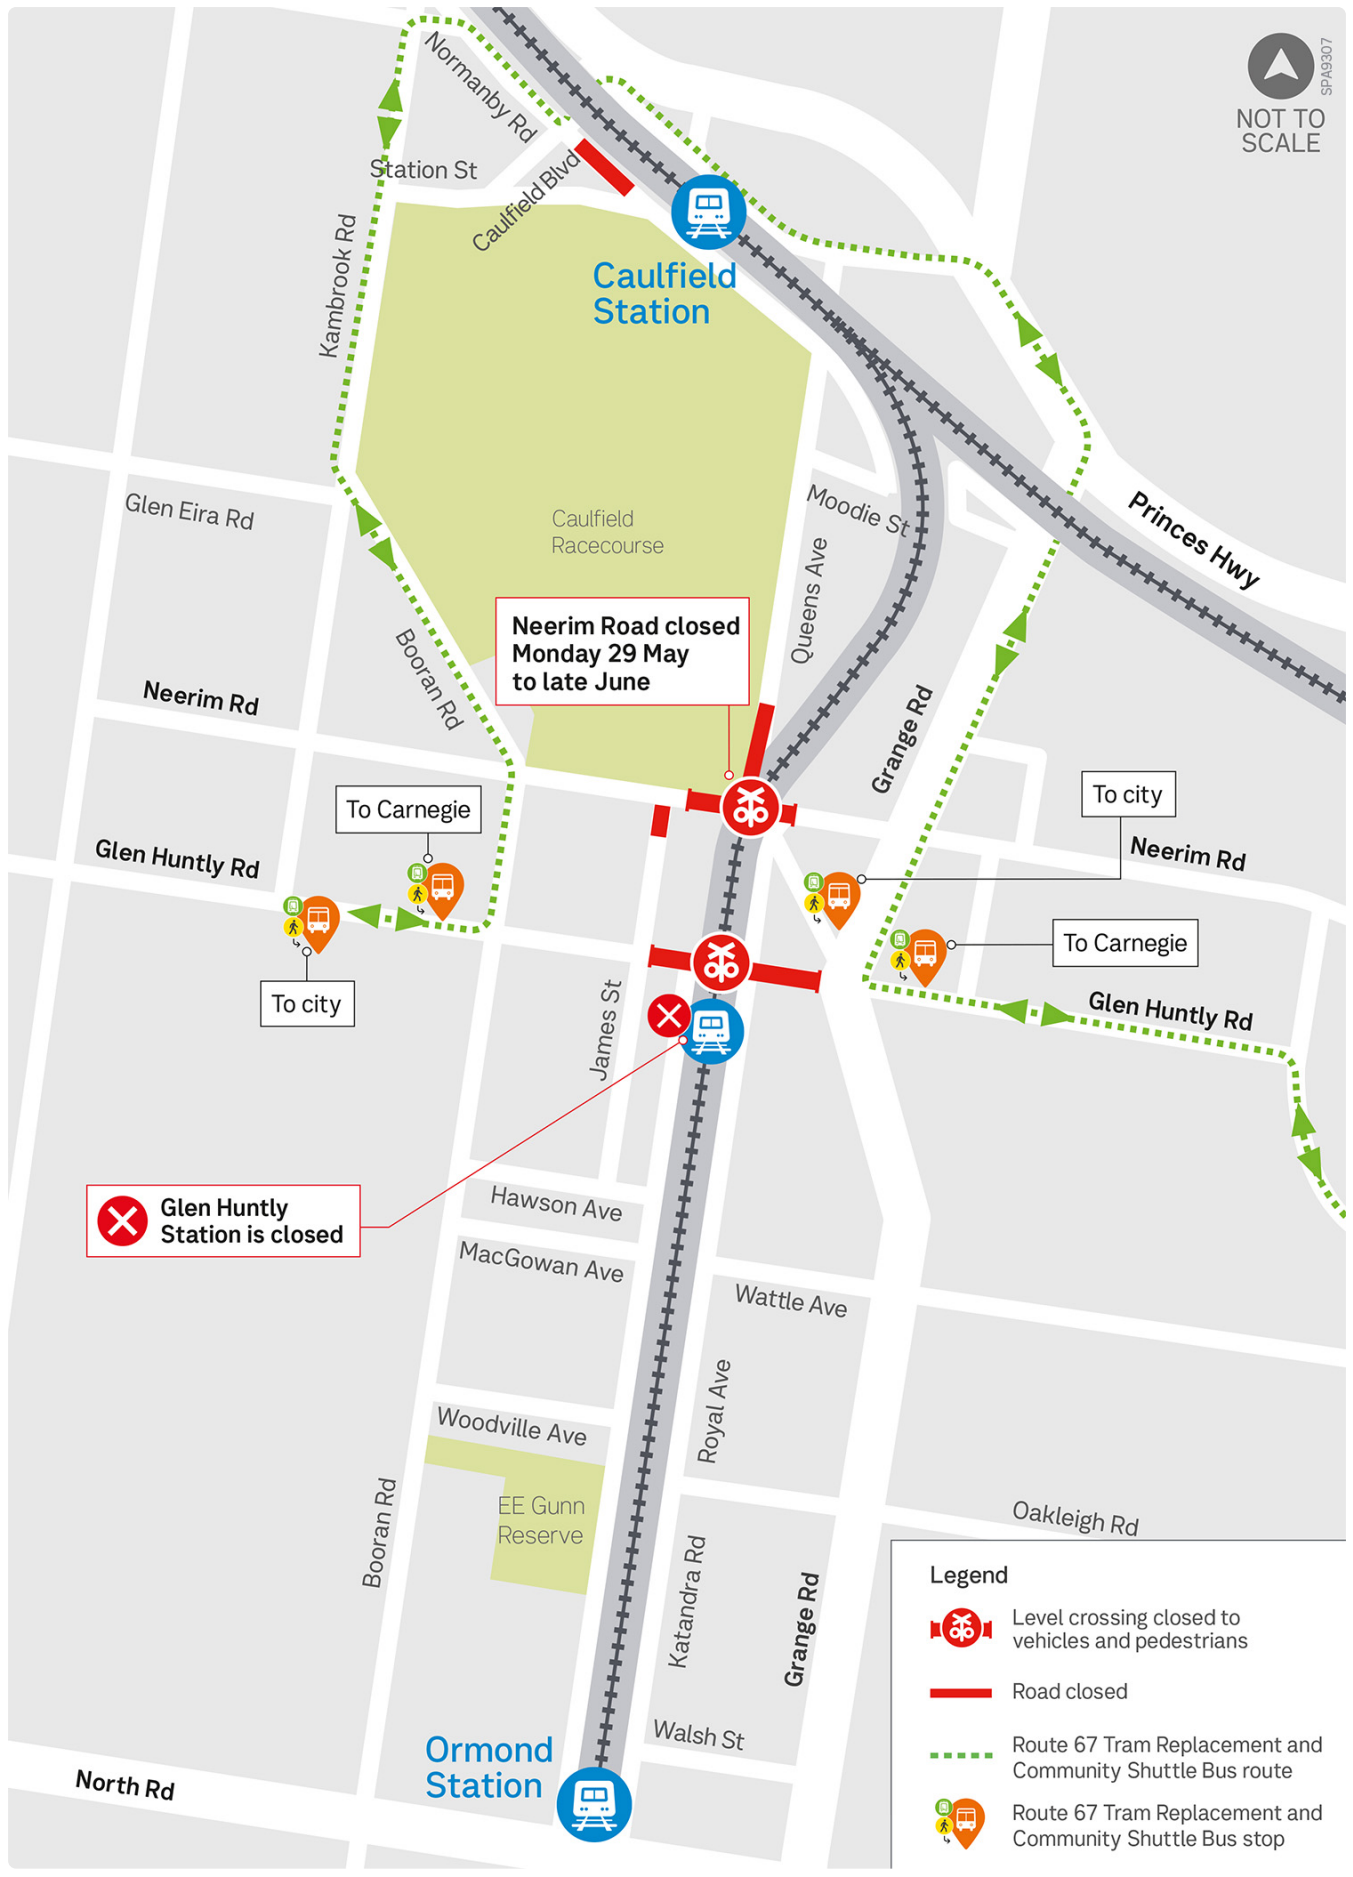 SPA9307
NOT TO
SCALE
Normanby Rd
Station St
Caulfield Blvd
Kambrook Rd
Caulfield
Station
Glen Eira Rd
Caulfield
Racecourse
Moodie St
Princes Hwy
Queens Ave
Neerim Road closed
Monday 29 May
to late June
Booran Rd
Neerim Rd
Grange Rd
To Carnegie
To city
Neerim Rd
Glen Huntly Rd
To Carnegie
To city
Glen Huntly Rd
James St
Glen Huntly
Station is closed
Hawson Ave
MacGowan Ave
Wattle Ave
Royal Ave
Woodville Ave
EE Gunn
Reserve
Booran Rd
Oakleigh Rd
Katandra Rd
Grange Rd
Walsh St
Ormond
Station
North Rd
Legend
Level crossing closed to
vehicles and pedestrians
Road closed
Route 67 Tram Replacement and
Community Shuttle Bus route
Route 67 Tram Replacement and
Community Shuttle Bus stop